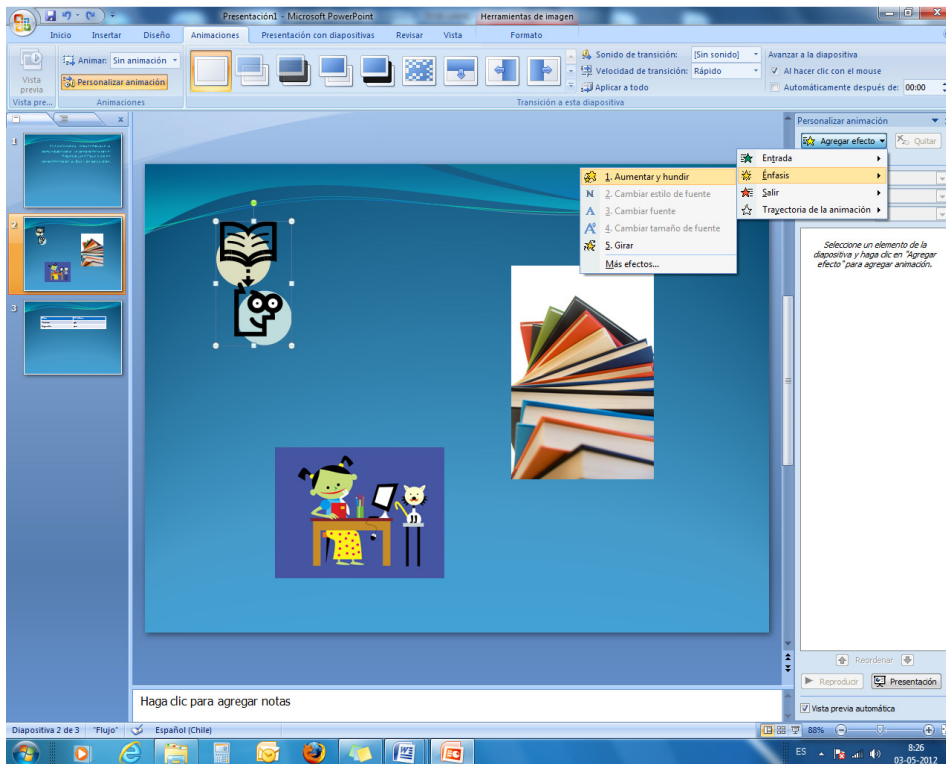 Presentación1 - Microsoft PowerPoint
Herramientas de imagen
Inicio
Insertar
Diseño
Animaciones
Presentación con diapositivas
Revisar
Vista
Formato
Vista previa
Vista pre...
Animar:
Sin animación
Personalizar animación
Animaciones
Sonido de transición:
[Sin sonido]
Velocidad de transición:
Rápido
Aplicar a todo
Transición a esta diapositiva
Avanzar a la diapositiva
Al hacer clic con el mouse
Automáticamente después de:
00:00
1
2
3
Personalizar animación
Agregar efecto
Quitar
Entrada
Énfasis
Salir
Trayectoria de la animación
1. Aumentar y hundir
2. Cambiar estilo de fuente
3. Cambiar fuente
4. Cambiar tamaño de fuente
5. Girar
Más efectos...
Seleccione un elemento de la
diapositiva y haga clic en "Agregar
efecto" para agregar animación.
Reordenar
Reproducir
Presentación
Vista previa automática
Haga clic para agregar notas
Diapositiva 2 de 3
"Flujo"
Español (Chile)
88%
ES
8:26
03-05-2012